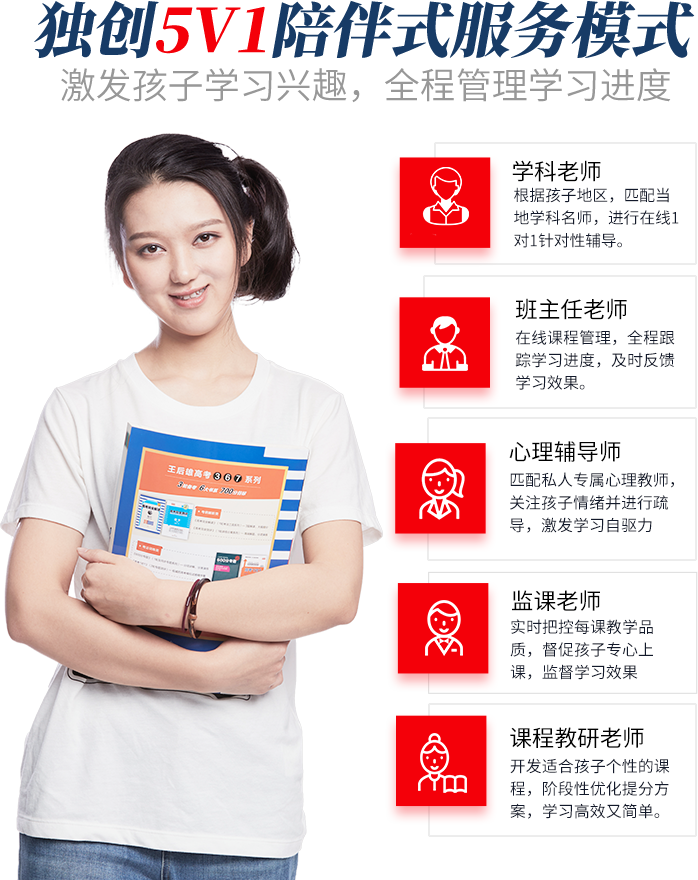 独创5V1陪伴式服务模式
激发孩子学习兴趣，全程管理学习进度
学科老师
根据孩子地区，匹配当
地学科名师，进行在线1
对1针对性辅导。
班主任老师
在线课程管理，全程跟
踪学习进度，及时反馈
学习效果。
心理辅导师
匹配私人专属心理教师，
关注孩子情绪并进行疏
导，激发学习自驱力
监课老师
实时把控每课教学品
质，督促孩子专心上
课，监督学习效果
课程教研老师
开发适合孩子个性的课
程，阶段性优化提分方
案，学习高效又简单。
王后雄高考367系列